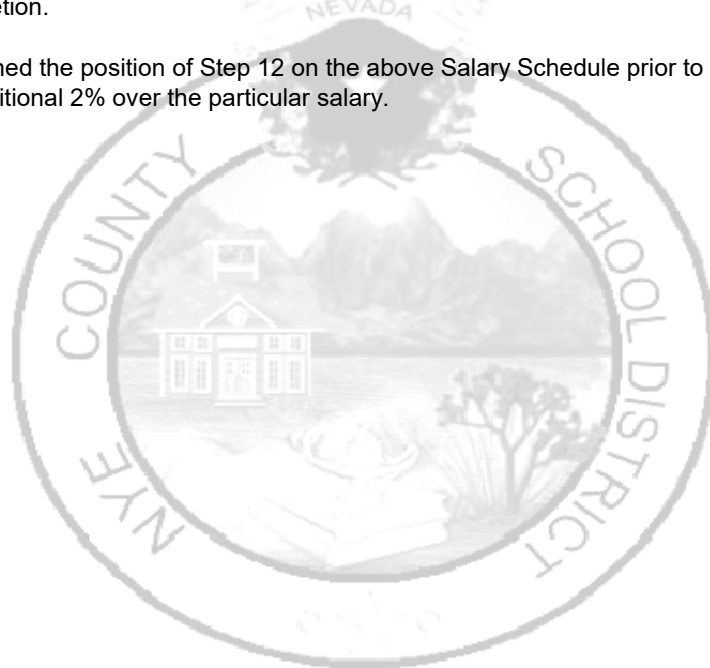 NEVADA
ned the position of Step 12 on the above Salary Schedule prior to
itional 2% over the particular salary.
NYE COUNTY SCHOOL DISTRICT